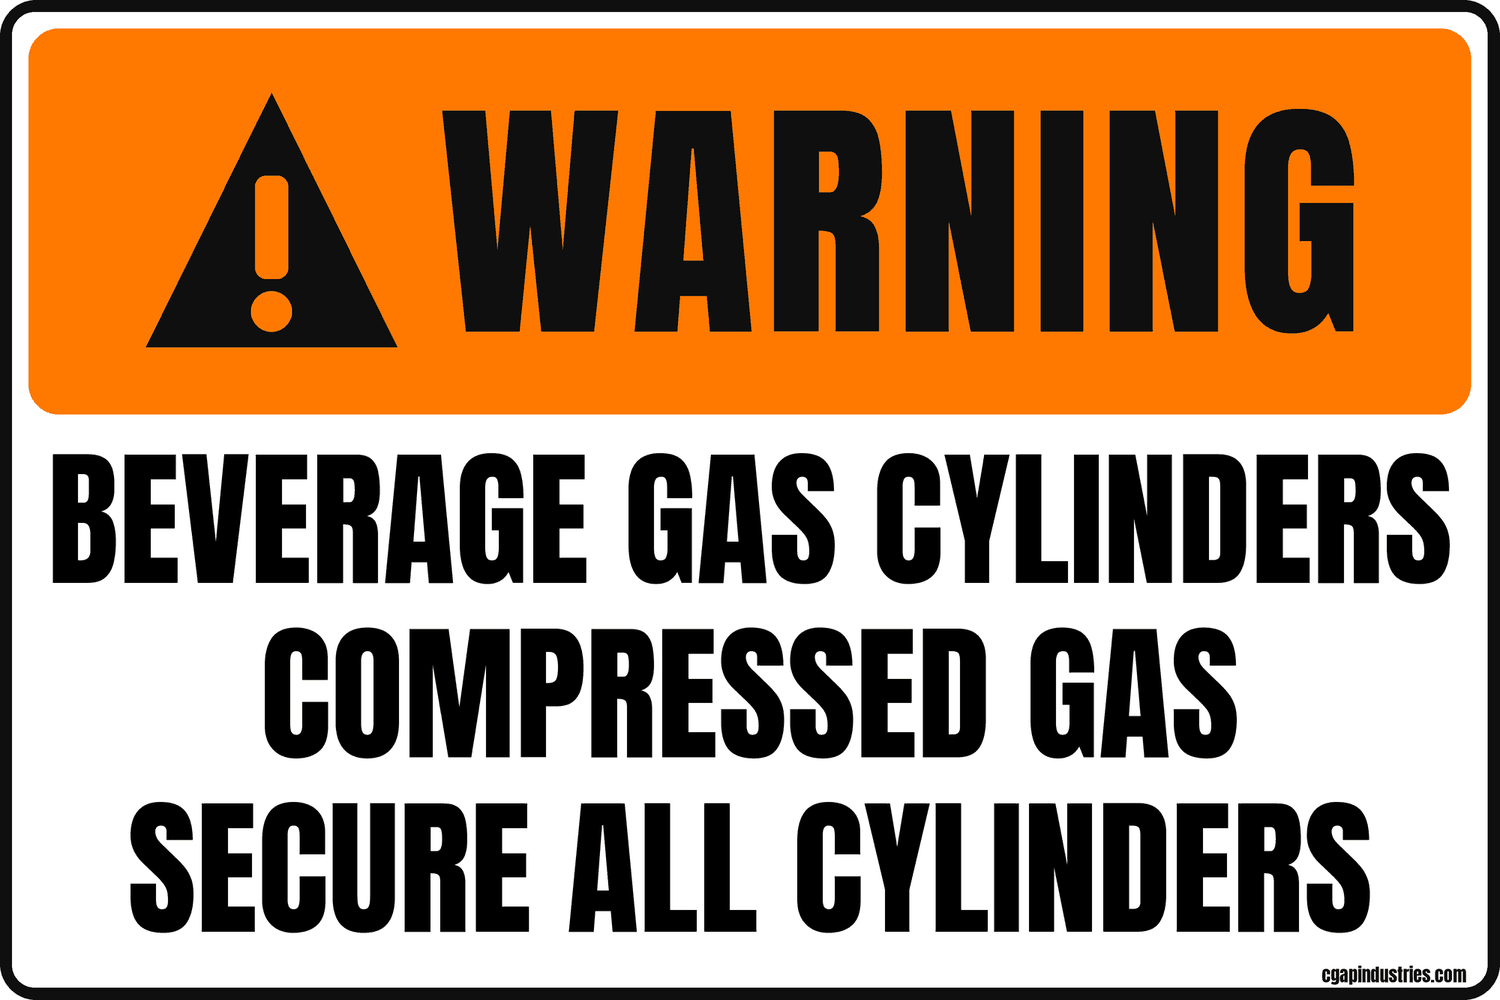 WARNING
BEVERAGE GAS CYLINDERS
COMPRESSED GAS
SECURE ALL CYLINDERS
cgapindustries.com